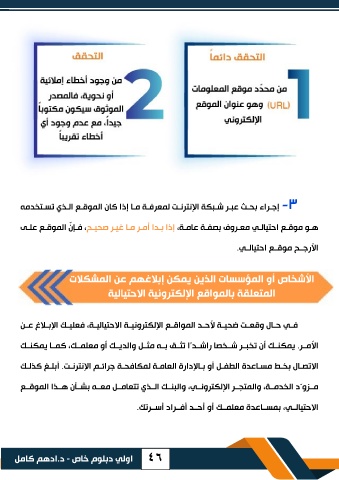 التحقق دائماً
من محدّد موقع المعلومات
(URL) وهو عنوان الموقع
الإلكتروني
1
التحقق
من وجود أخطاء إملائية
أو نحوية، فالمصدر
الموثوق سيكون مكتوباً
جيداً، مع عدم وجود أي
أخطاء تقريباً
2
٣- إجراء بحث عبر شبكة الإنترنت لمعرفة ما إذا كان الموقع الذي تستخدمه
هو موقع احتيالي معروف بصفة عامة، إذا بدا أمر ما غير صحيح، فإنّ الموقع على
الأرجح موقع احتيالي.
الأشخاص أو المؤسسات الذين يمكن إبلاغهم عن المشكلات
المتعلقة بالمواقع الإلكترونية الاحتيالية
في حال وقعت ضحية لأحد المواقع الإلكترونية الاحتيالية، فعليك الإبلاغ عن
الأمر. يمكنك أن تخبر شخصا راشدًا تثق به مثل والديك أو معلمك، كما يمكنك
الاتصال بخط مساعدة الطفل أو بالإدارة العامة لمكافحة جرائم الإنترنت. أبلغ كذلك
مزوّد الخدمة، والمتجر الإلكتروني، والبنك الذي تتعامل معه بشأن هذا الموقع
الاحتيالي، بمساعدة معلمك أو أحد أفراد أسرتك.
٤٦
اولي دبلوم خاص - د.ادهم كامل